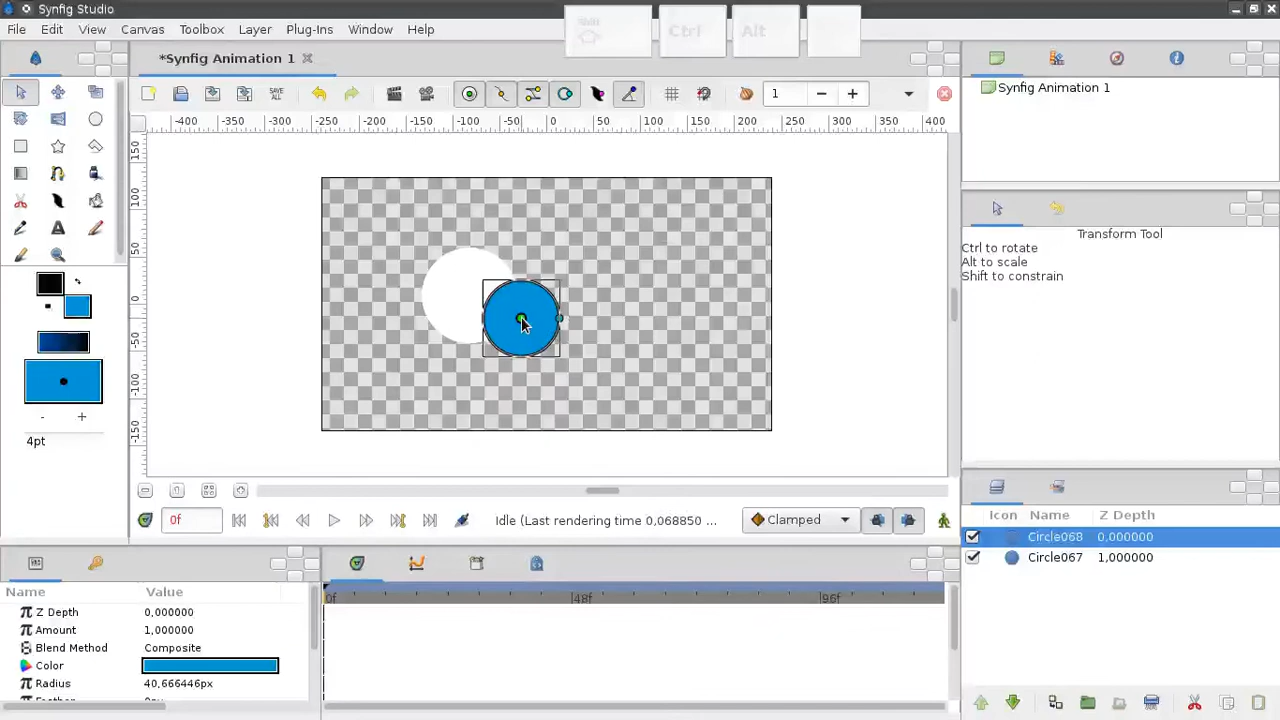 Synfig Studio
File Edit View Canvas Toolbox Layer Plug-Ins Window Help
Shift Ctrl Alt
*Synfig Animation 1
1
-400 -350 -300 -250 -200 -150 -100 -50 0 50 100 150 200 250 300 350 400
150
100
50
0
-50
-100
-150
- +
4pt
Synfig Animation 1
Transform Tool
Ctrl to rotate
Alt to scale
Shift to constrain
0f
Idle (Last rendering time 0,068850 ...
Clamped
Icon Name Z Depth
Circle068 0,000000
Circle067 1,000000
Name Value
Z Depth 0,000000
Amount 1,000000
Blend Method Composite
Color
Radius 40,666446px
0f 48f 96f